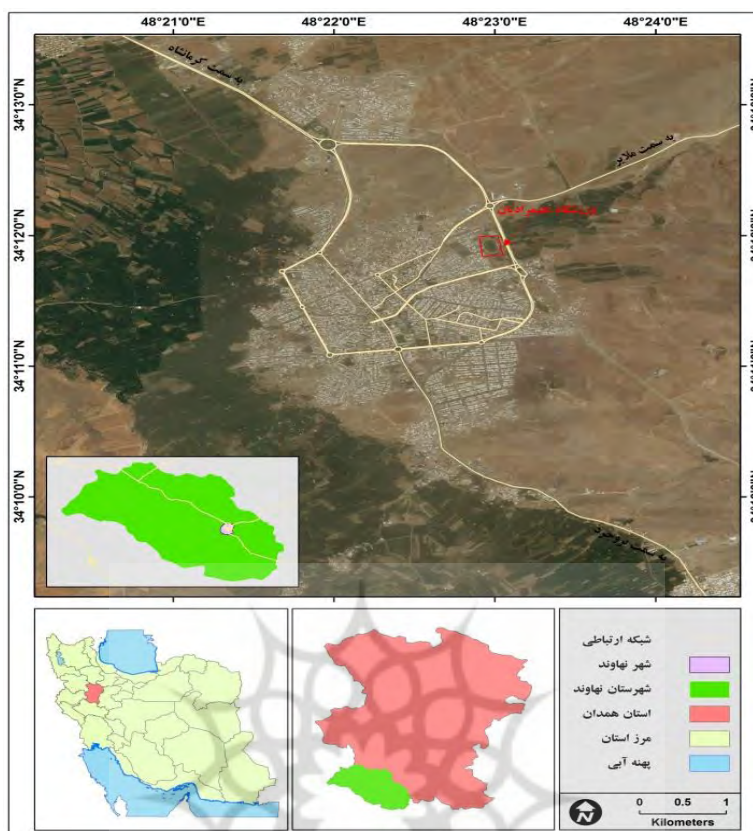 48°21'0"E
48°22'0"E
48°23'0"E
48°24'0"E
34°13'0"N
34°12'0"N
34°11'0"N
34°10'0"N
به سمت کرمانشاه
به سمت ملایر
به سمت بروجرد
شبکه ارتباطی
شهر نهاوند
شهرستان نهاوند
استان همدان
مرز استان
پهنه آبی
N
0 0.5 1
Kilometers